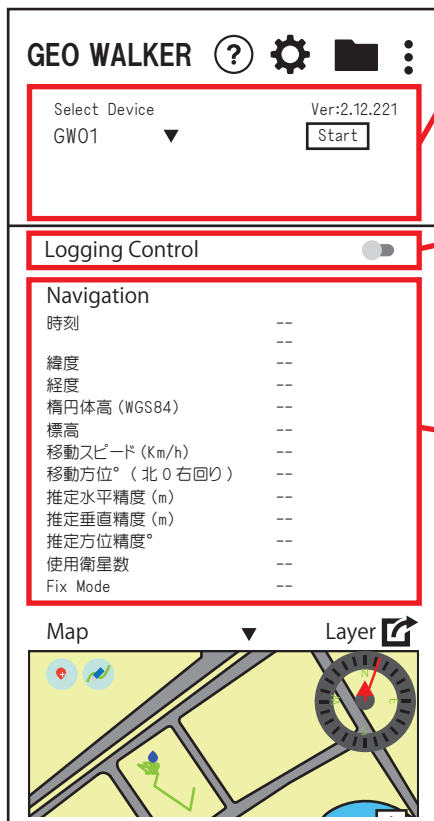 GEO WALKER ?
Select Device Ver:2.12.221
GW01 ▼ Start
Logging Control
Navigation
時刻 --
--
緯度 --
経度 --
楕円体高 (WGS84) --
標高 --
移動スピード (Km/h) --
移動方位° ( 北 0 右回り ) --
推定水平精度 (m) --
推定垂直精度 (m) --
推定方位精度° --
使用衛星数 --
Fix Mode --
Map ▼ Layer
N
E